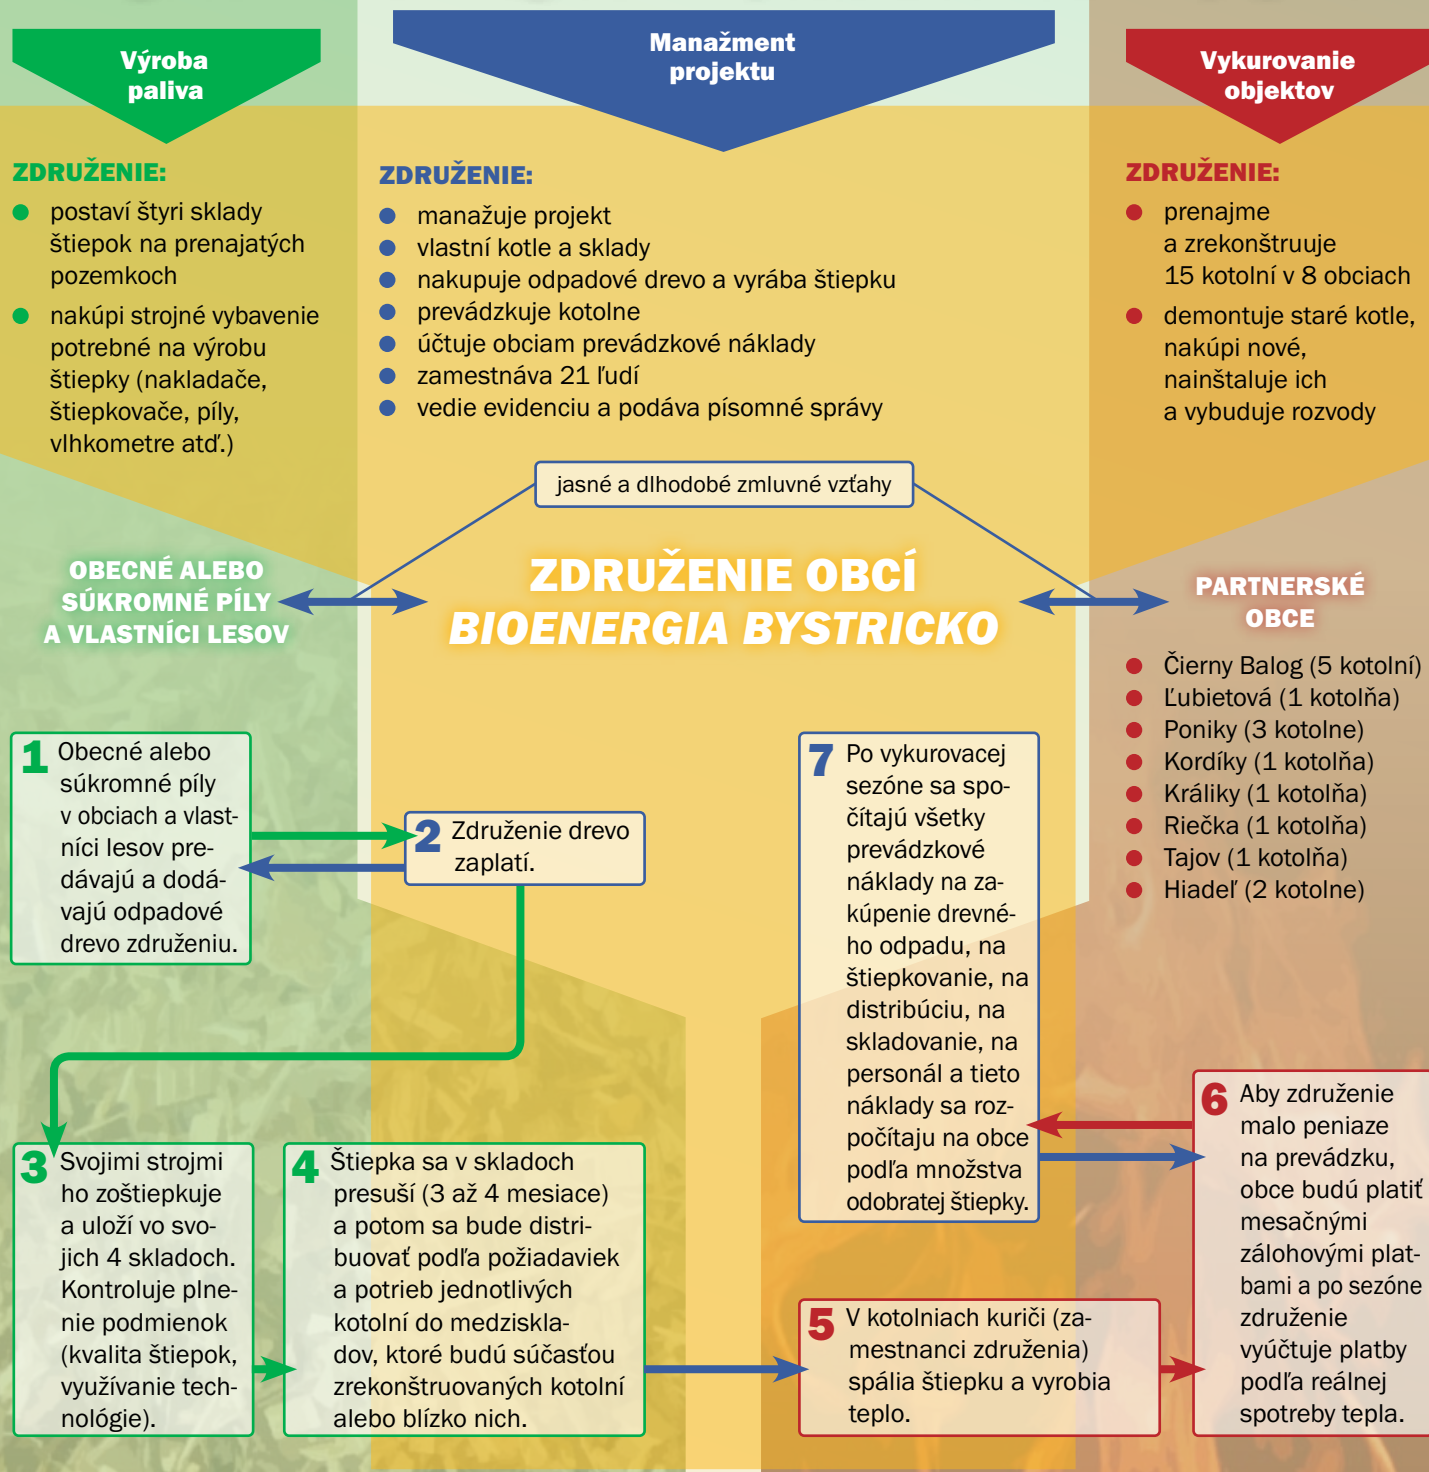 Výroba
paliva
Manažment
projektu
Vykurovanie
objektov
ZDRUŽENIE:
postaví štyri sklady
štiepok na prenajatých
pozemkoch
nakúpi strojné vybavenie
potrebné na výrobu
štiepky (nakladače,
štiepkovače, píly,
vlhkometre atď.)
ZDRUŽENIE:
manažuje projekt
vlastní kotle a sklady
nakupuje odpadové drevo a vyrába štiepku
prevádzkuje kotolne
účtuje obciam prevádzkové náklady
zamestnáva 21 ľudí
vedie evidenciu a podáva písomné správy
ZDRUŽENIE:
prenajme
a zrekonštruuje
15 kotolní v 8 obciach
demontuje staré kotle,
nakúpi nové,
nainštaluje ich
a vybuduje rozvody
jasné a dlhodobé zmluvné vzťahy
OBECNÉ ALEBO
SÚKROMNÉ PÍLY
A VLASTNÍCI LESOV
ZDRUŽENIE OBCÍ
BIOENERGIA BYSTRICKO
PARTNERSKÉ
OBCE
Čierny Balog (5 kotolní)
Ľubietová (1 kotolňa)
Poniky (3 kotolne)
Kordíky (1 kotolňa)
Králiky (1 kotolňa)
Riečka (1 kotolňa)
Tajov (1 kotolňa)
Hiadeľ (2 kotolne)
1 Obecné alebo
súkromné píly
v obciach a vlast-
níci lesov pre-
dávajú a dodá-
vajú odpadové
drevo združeniu.
2 Združenie drevo
zaplatí.
3 Svojimi strojmi
ho zoštiepkuje
a uloží vo svo-
jich 4 skladoch.
Kontroluje plne-
nie podmienok
(kvalita štiepok,
využívanie tech-
nológie).
4 Štiepka sa v skladoch
presuší (3 až 4 mesiace)
a potom sa bude distri-
buovať podľa požiadaviek
a potrieb jednotlivých
kotolní do medziskla-
dov, ktoré budú súčasťou
zrekonštruovaných kotolní
alebo blízko nich.
5 V kotolniach kuriči (za-
mestnanci združenia)
spália štiepku a vyrobia
teplo.
6 Aby združenie
malo peniaze
na prevádzku,
obce budú platiť
mesačnými
zálohovými plat-
bami a po sezóne
združenie
vyúčtuje platby
podľa reálnej
spotreby tepla.
7 Po vykurovacej
sezóne sa spo-
čítajú všetky
prevádzkové
náklady na za-
kúpenie drevné-
ho odpadu, na
štiepkovanie, na
distribúciu, na
skladovanie, na
personál a tieto
náklady sa roz-
počítaju na obce
podľa množstva
odobratej štiepky.